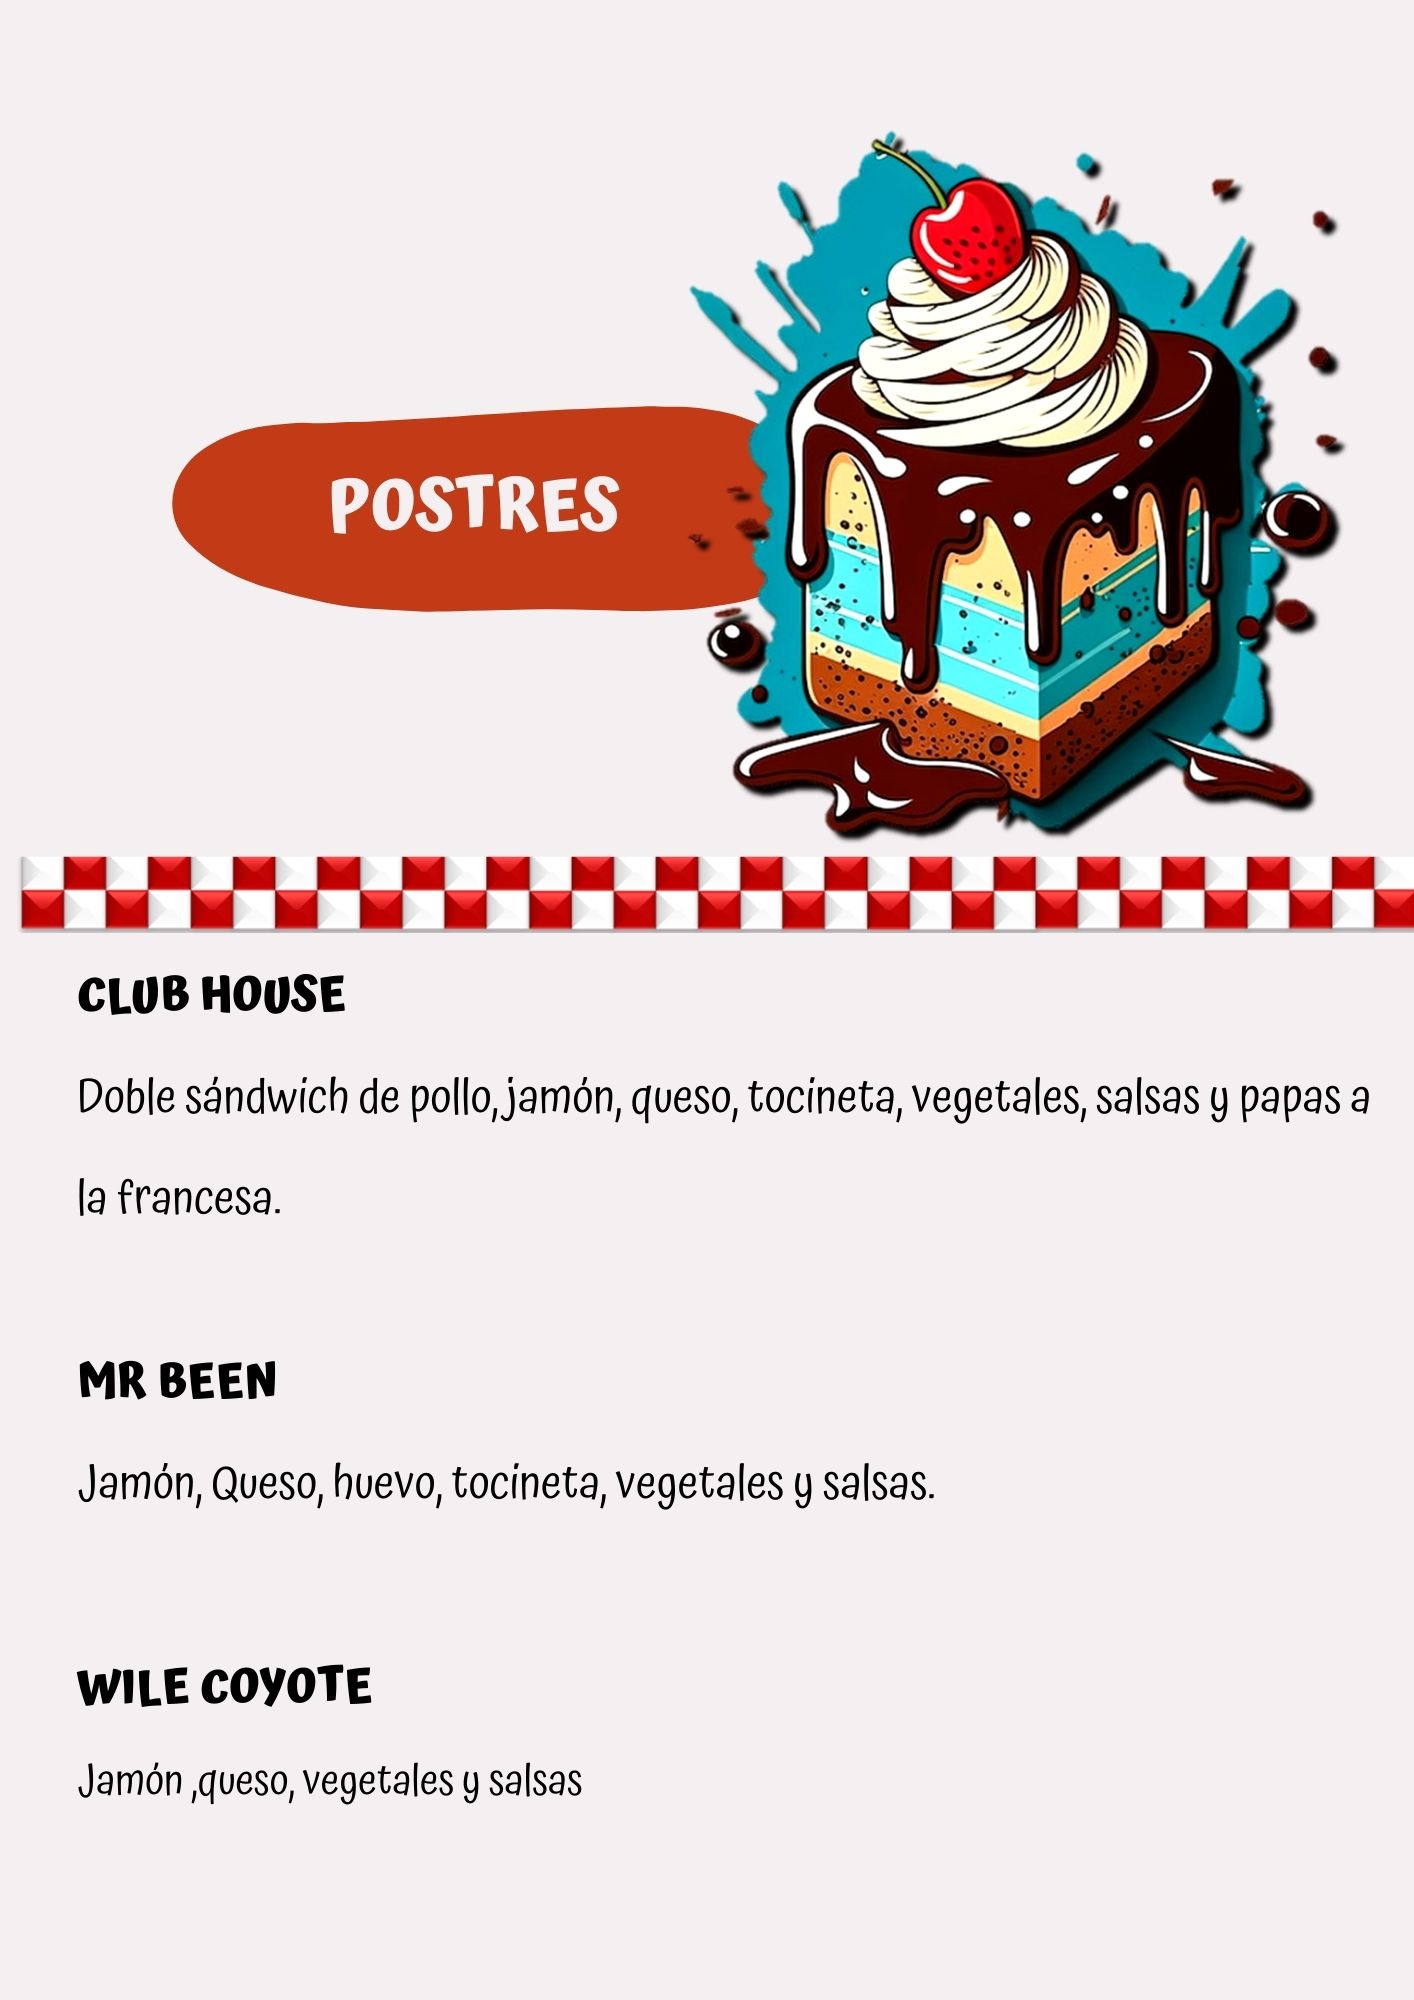 POSTRES
CLUB HOUSE
Doble sándwich de pollo,jamón, queso, tocineta, vegetales, salsas y papas a
la francesa.
MR BEEN
Jamón, Queso, huevo, tocineta, vegetales y salsas.
WILE COYOTE
Jamón ,queso, vegetales y salsas